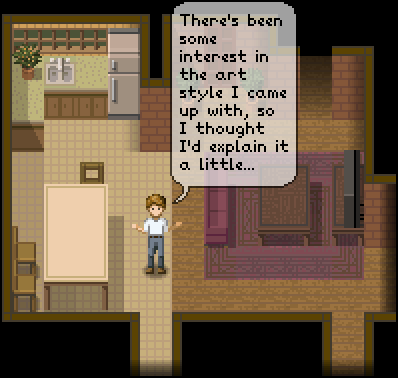 There's been
some
interest in
the art
style I came
up with, so
I thought
I'd explain it
a little...